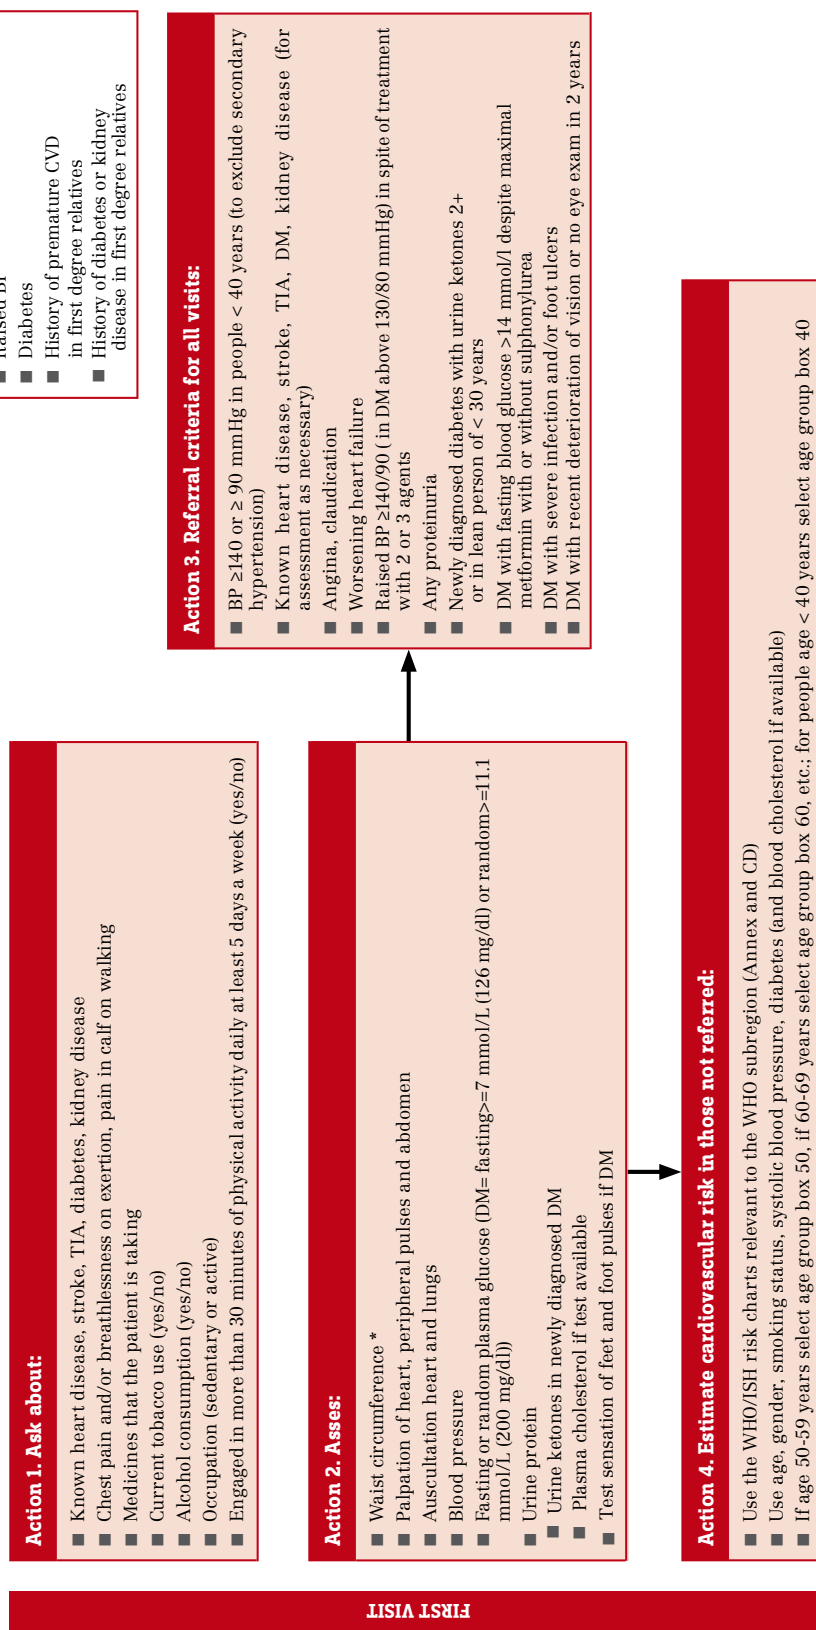 Raised BP
■ Diabetes
■ History of premature CVD
in first degree relatives
■ History of diabetes or kidney
disease in first degree relatives
FIRST VISIT
Action 1. Ask about:
■ Known heart disease, stroke, TIA, diabetes, kidney disease
■ Chest pain and/or breathlessness on exertion, pain in calf on walking
■ Medicines that the patient is taking
■ Current tobacco use (yes/no)
■ Alcohol consumption (yes/no)
■ Occupation (sedentary or active)
■ Engaged in more than 30 minutes of physical activity daily at least 5 days a week (yes/no)
Action 2. Asses:
■ Waist circumference *
■ Palpation of heart, peripheral pulses and abdomen
■ Auscultation heart and lungs
■ Blood pressure
■ Fasting or random plasma glucose (DM= fasting>=7 mmol/L (126 mg/dl) or random>=11.1
mmol/L (200 mg/dl))
■ Urine protein
■ Urine ketones in newly diagnosed DM
■ Plasma cholesterol if test available
■ Test sensation of feet and foot pulses if DM
Action 3. Referral criteria for all visits:
■ BP ≥140 or ≥ 90 mmHg in people < 40 years (to exclude secondary
hypertension)
■ Known heart disease, stroke, TIA, DM, kidney disease (for
assessment as necessary)
■ Angina, claudication
■ Worsening heart failure
■ Raised BP ≥140/90 ( in DM above 130/80 mmHg) in spite of treatment
with 2 or 3 agents
■ Any proteinuria
■ Newly diagnosed diabetes with urine ketones 2+
or in lean person of < 30 years
■ DM with fasting blood glucose >14 mmol/l despite maximal
metformin with or without sulphonylurea
■ DM with severe infection and/or foot ulcers
■ DM with recent deterioration of vision or no eye exam in 2 years
Action 4. Estimate cardiovascular risk in those not referred:
■ Use the WHO/ISH risk charts relevant to the WHO subregion (Annex and CD)
■ Use age, gender, smoking status, systolic blood pressure, diabetes (and blood cholesterol if available)
■ If age 50-59 years select age group box 50, if 60-69 years select age group box 60, etc.; for people age < 40 years select age group box 40